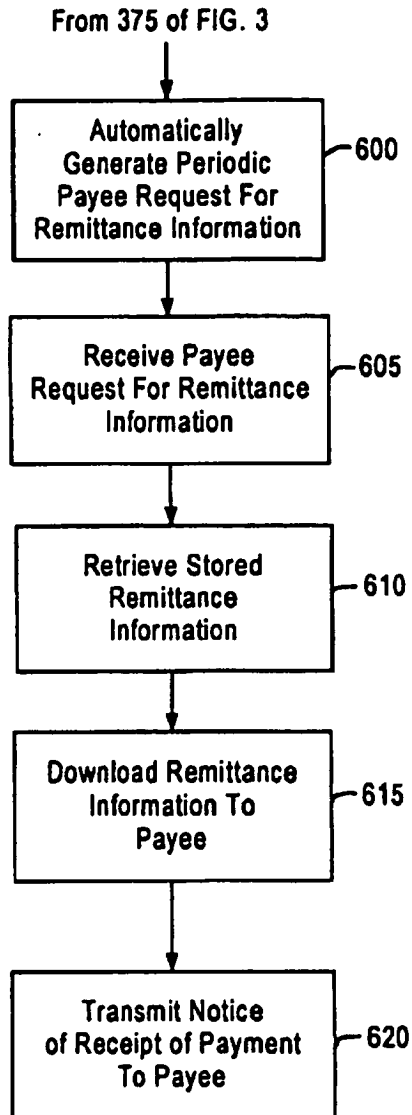 From 375 of FIG. 3
Automatically
Generate Periodic
Payee Request For
Remittance Information
600
Receive Payee
Request For Remittance
Information
605
Retrieve Stored
Remittance
Information
610
Download Remittance
Information To
Payee
615
Transmit Notice
of Receipt of Payment
To Payee
620